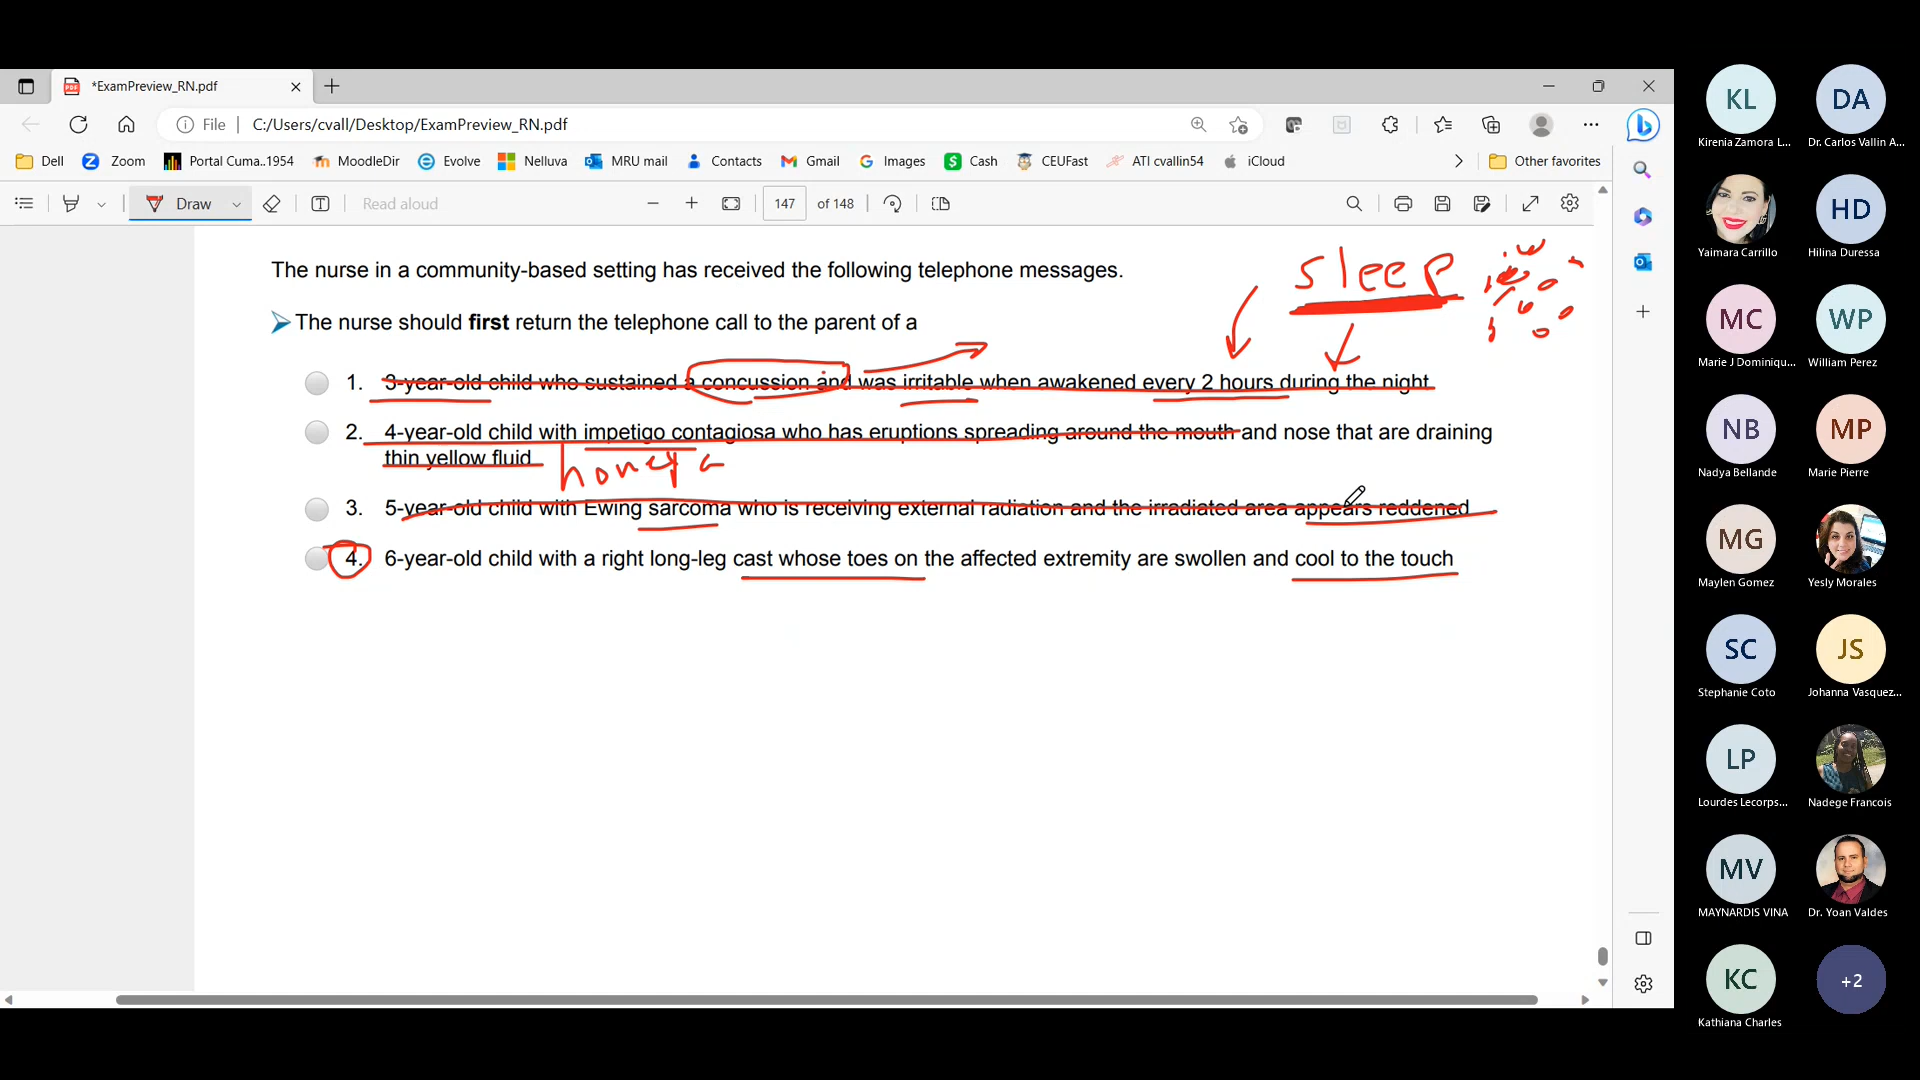 *ExamPreview_RN.pdf
File
C:/Users/cvall/Desktop/ExamPreview_RN.pdf
Dell Zoom Portal Cuma..1954 MoodleDir Evolve Nelluva MRU mail Contacts Gmail Images Cash CEUFast ATI cvallin54 iCloud Other favorites
Draw Read aloud 147 of 148
The nurse in a community-based setting has received the following telephone messages.
sleep
The nurse should first return the telephone call to the parent of a
1. 3-year-old child who sustained a concussion and was irritable when awakened every 2 hours during the night
2. 4-year-old child with impetigo contagiosa who has eruptions spreading around the mouth and nose that are draining
thin yellow fluid
honey c
3. 5-year-old child with Ewing sarcoma who is receiving external radiation and the irradiated area appears reddened
4. 6-year-old child with a right long-leg cast whose toes on the affected extremity are swollen and cool to the touch
KL DA
Kirenia Zamora L... Dr. Carlos Vallin A...
HD
Yaimara Carrillo Hilina Duressa
MC WP
Marie J Dominiqu... William Perez
NB MP
Nadya Bellande Marie Pierre
MG
Maylen Gomez Yesly Morales
SC JS
Stephanie Coto Johanna Vasquez...
LP
Lourdes Lecorps... Nadege Francois
MV
MAYNARDIS VINA Dr. Yoan Valdes
KC +2
Kathiana Charles